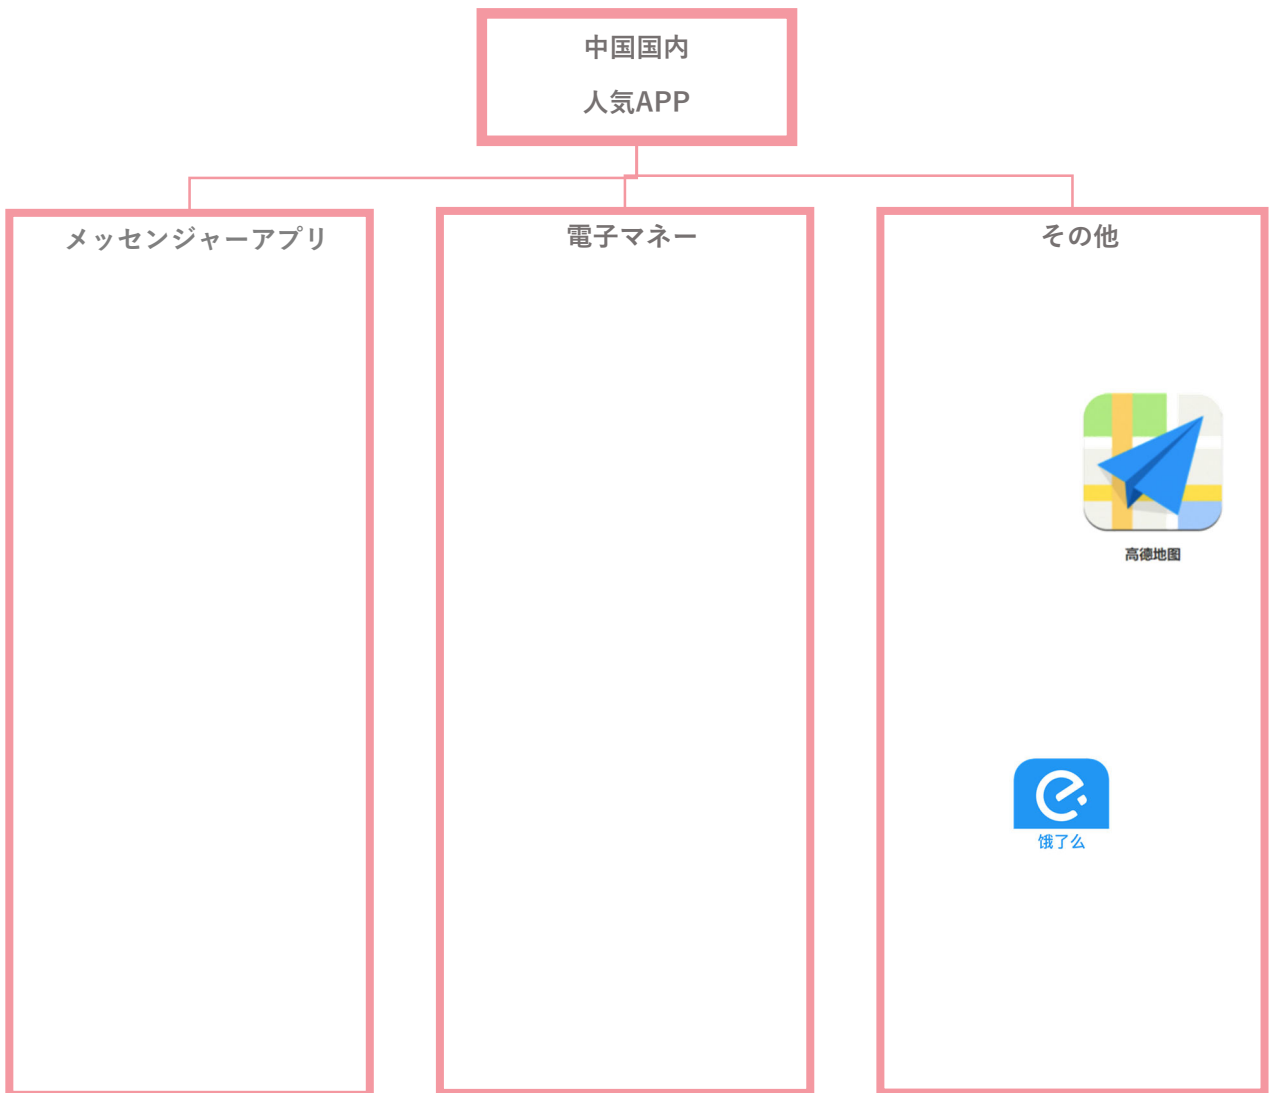 中国国内
人気APP
メッセンジャーアプリ
電子マネー
その他
高德地图
饿了么